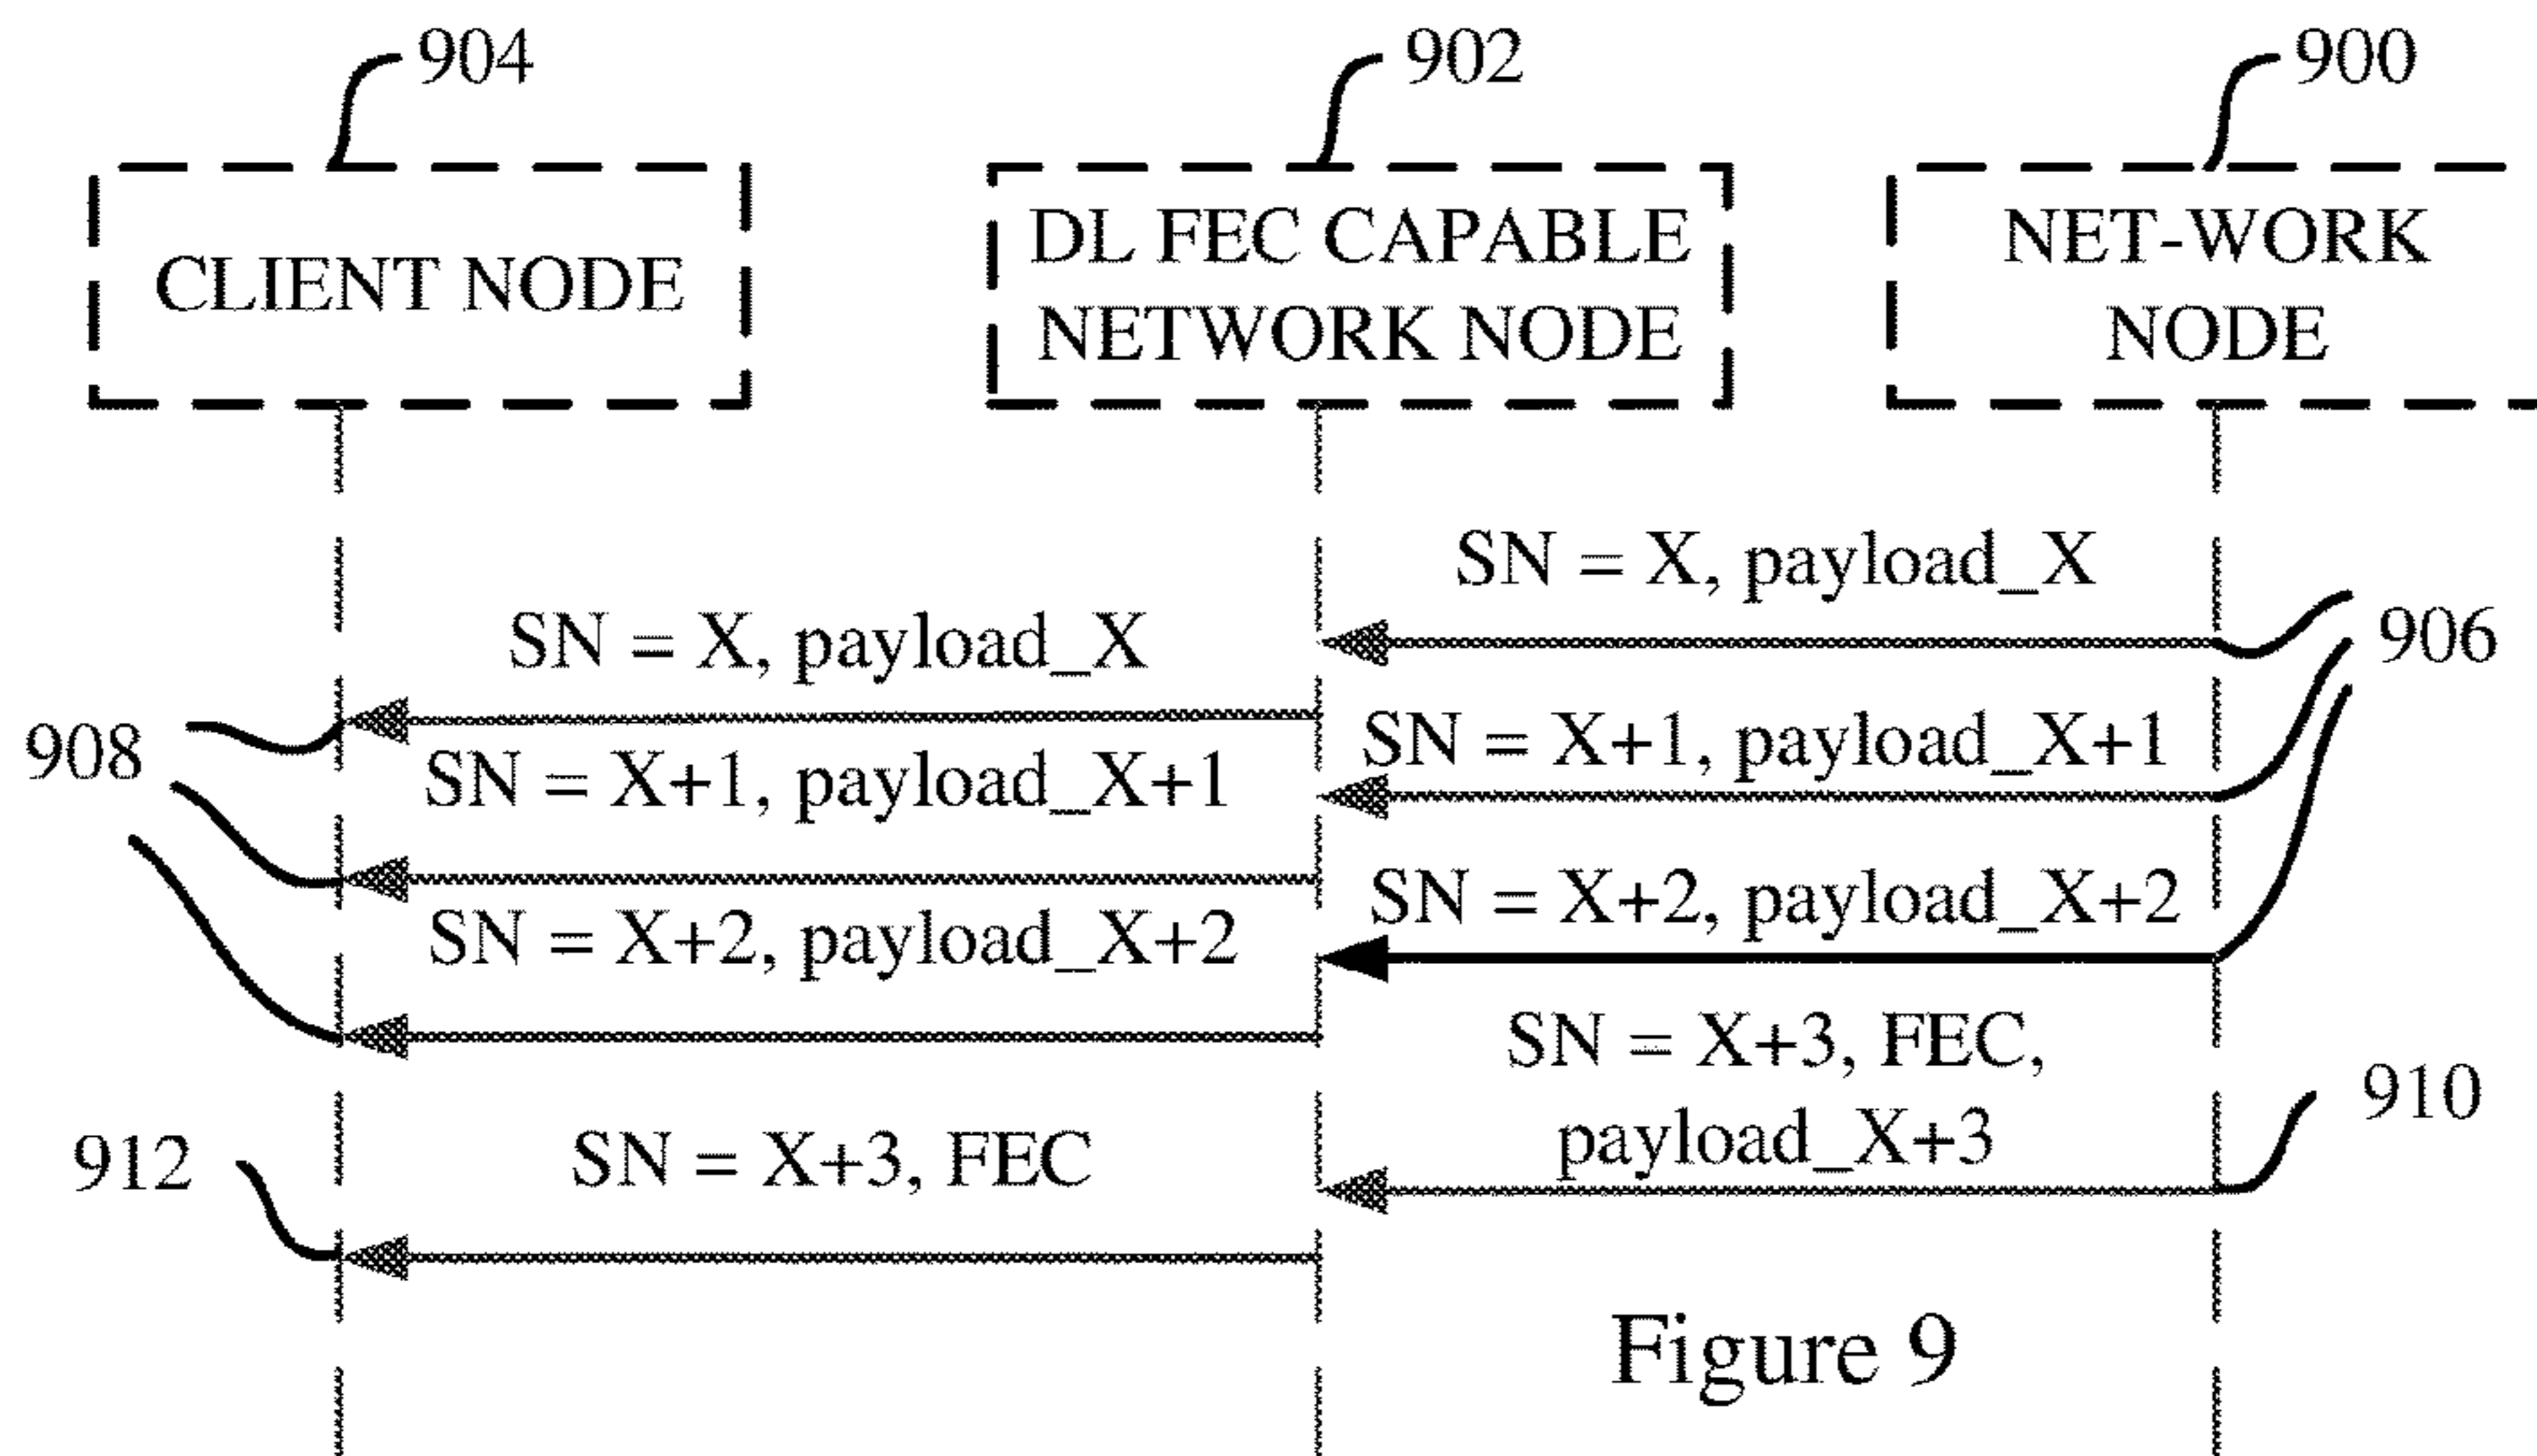 904
902
900
CLIENT NODE
DL FEC CAPABLE
NETWORK NODE
NET-WORK
NODE
SN = X, payload_X
906
SN = X, payload_X
908
SN = X+1, payload_X+1
SN = X+1, payload_X+1
SN = X+2, payload_X+2
SN = X+2, payload_X+2
SN = X+3, FEC,
payload_X+3
910
912
SN = X+3, FEC
Figure 9